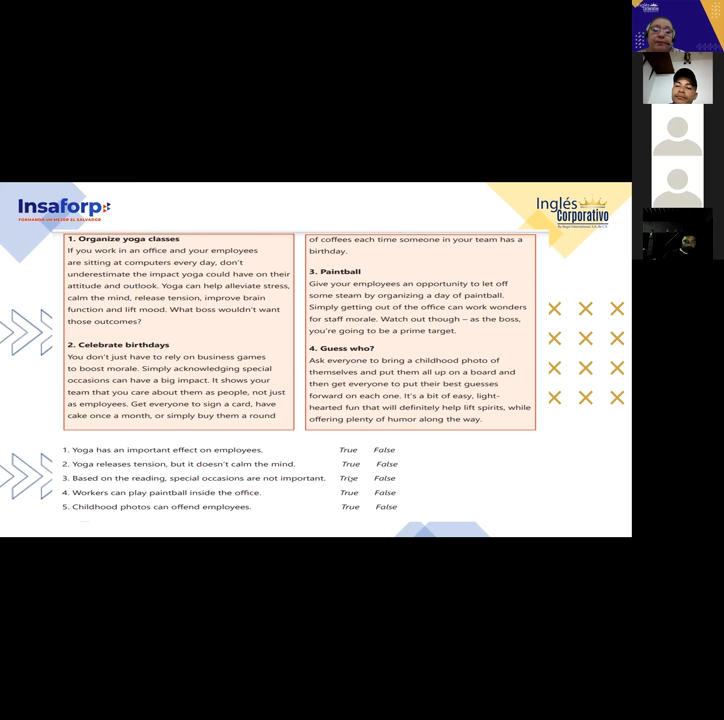 Inglés
Corporativo
Insaforp
FORMANDO UN MEJOR EL SALVADOR
Inglés
Corporativo
By Regio International, S.A. de C.V.
1. Organize yoga classes
If you work in an office and your employees
are sitting at computers every day, don't
underestimate the impact yoga could have on their
attitude and outlook. Yoga can help alleviate stress,
calm the mind, release tension, improve brain
function and lift mood. What boss wouldn't want
those outcomes?
2. Celebrate birthdays
You don't just have to rely on business games
to boost morale. Simply acknowledging special
occasions can have a big impact. It shows your
team that you care about them as people, not just
as employees. Get everyone to sign a card, have
cake once a month, or simply buy them a round
of coffees each time someone in your team has a
birthday.
3. Paintball
Give your employees an opportunity to let off
some steam by organizing a day of paintball.
Simply getting out of the office can work wonders
for staff morale. Watch out though – as the boss,
you're going to be a prime target.
4. Guess who?
Ask everyone to bring a childhood photo of
themselves and put them all up on a board and
then get everyone to put their best guesses
forward on each one. It's a bit of easy, light-
hearted fun that will definitely help lift spirits, while
offering plenty of humor along the way.
1. Yoga has an important effect on employees. True False
2. Yoga releases tension, but it doesn't calm the mind. True False
3. Based on the reading, special occasions are not important. True False
4. Workers can play paintball inside the office. True False
5. Childhood photos can offend employees. True False